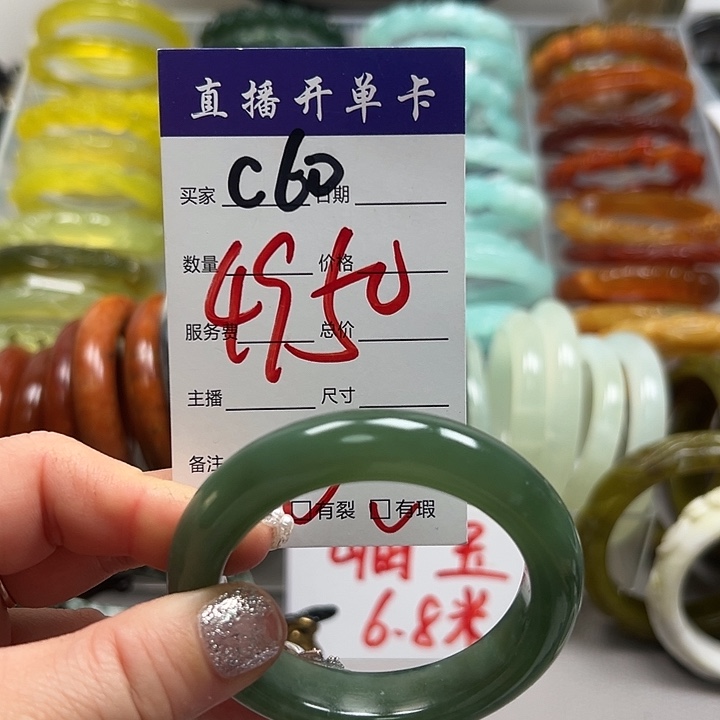 直播开单卡
买家 C60 日期
数量 价格
4950
服务费 总价
主播 尺寸
备注
有裂 有瑕
6.8米